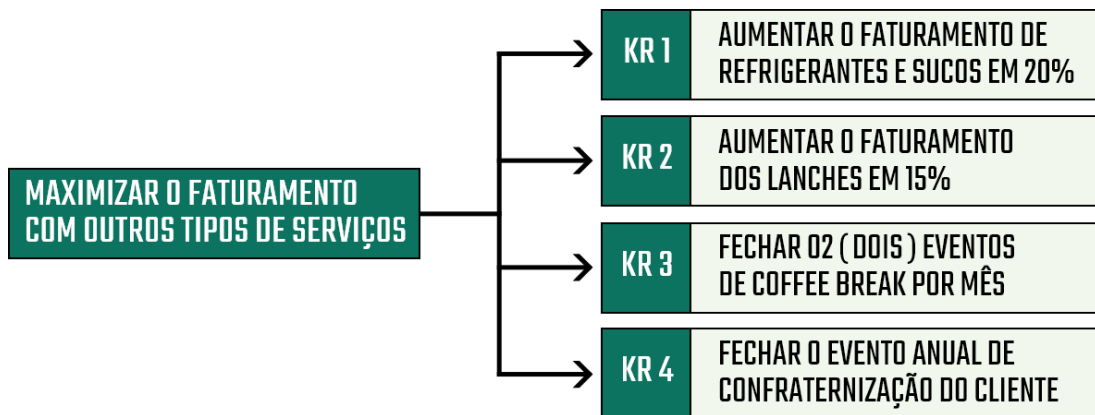 MAXIMIZAR O FATURAMENTO
COM OUTROS TIPOS DE SERVIÇOS
KR 1
AUMENTAR O FATURAMENTO DE
REFRIGERANTES E SUCOS EM 20%
KR 2
AUMENTAR O FATURAMENTO
DOS LANCHES EM 15%
KR 3
FECHAR 02 ( DOIS ) EVENTOS
DE COFFEE BREAK POR MÊS
KR 4
FECHAR O EVENTO ANUAL DE
CONFRATERNIZAÇÃO DO CLIENTE